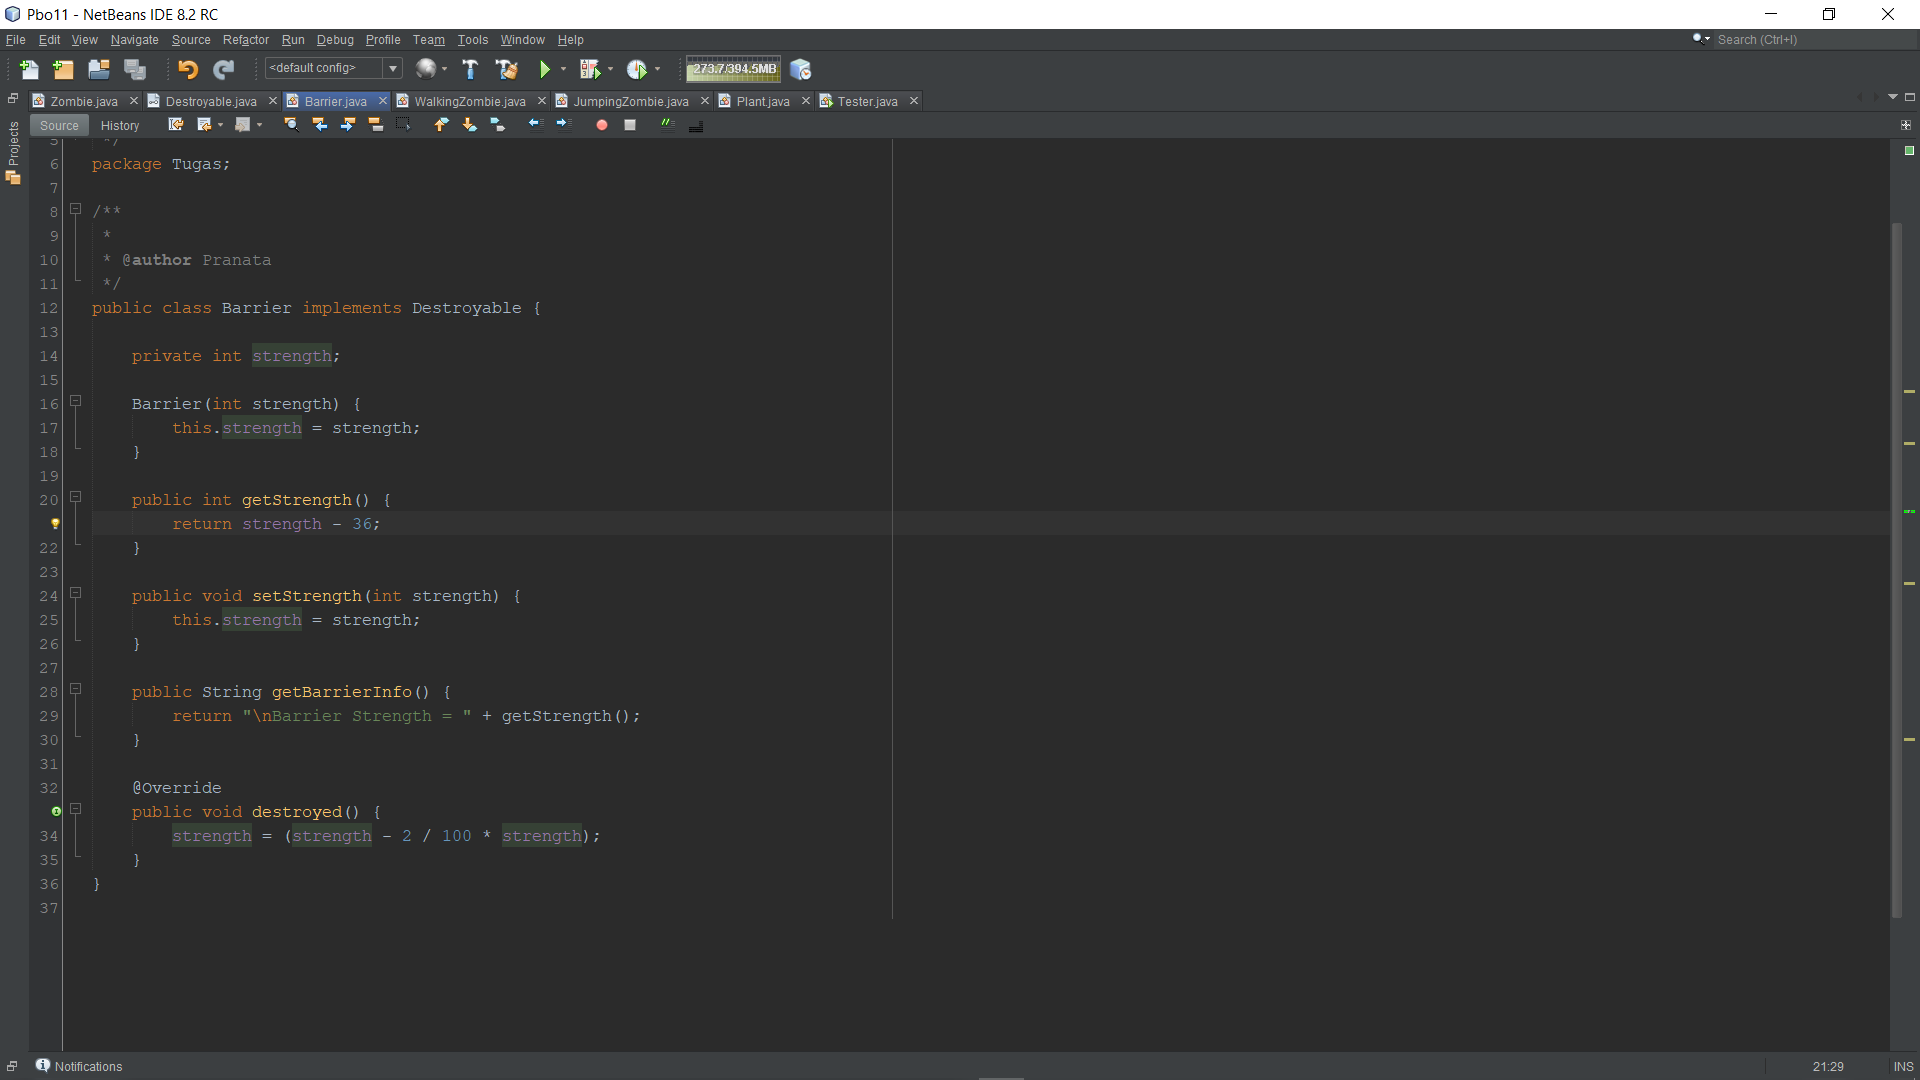 Pbo11 - NetBeans IDE 8.2 RC
File Edit View Navigate Source Refactor Run Debug Profile Team Tools Window Help
Search (Ctrl+I)
<default config>
273.7/394.5MB
Zombie.java Destroyable.java Barrier.java WalkingZombie.java JumpingZombie.java Plant.java Tester.java
Source History
Projects
5 */
6 package Tugas;
7
8 /**
9 *
10 * @author Pranata
11 */
12 public class Barrier implements Destroyable {
13
14 private int strength;
15
16 Barrier(int strength) {
17 this.strength = strength;
18 }
19
20 public int getStrength() {
return strength - 36;
22 }
23
24 public void setStrength(int strength) {
25 this.strength = strength;
26 }
27
28 public String getBarrierInfo() {
29 return "\nBarrier Strength = " + getStrength();
30 }
31
32 @Override
public void destroyed() {
34 strength = (strength - 2 / 100 * strength);
35 }
36 }
37
Notifications
21:29 INS